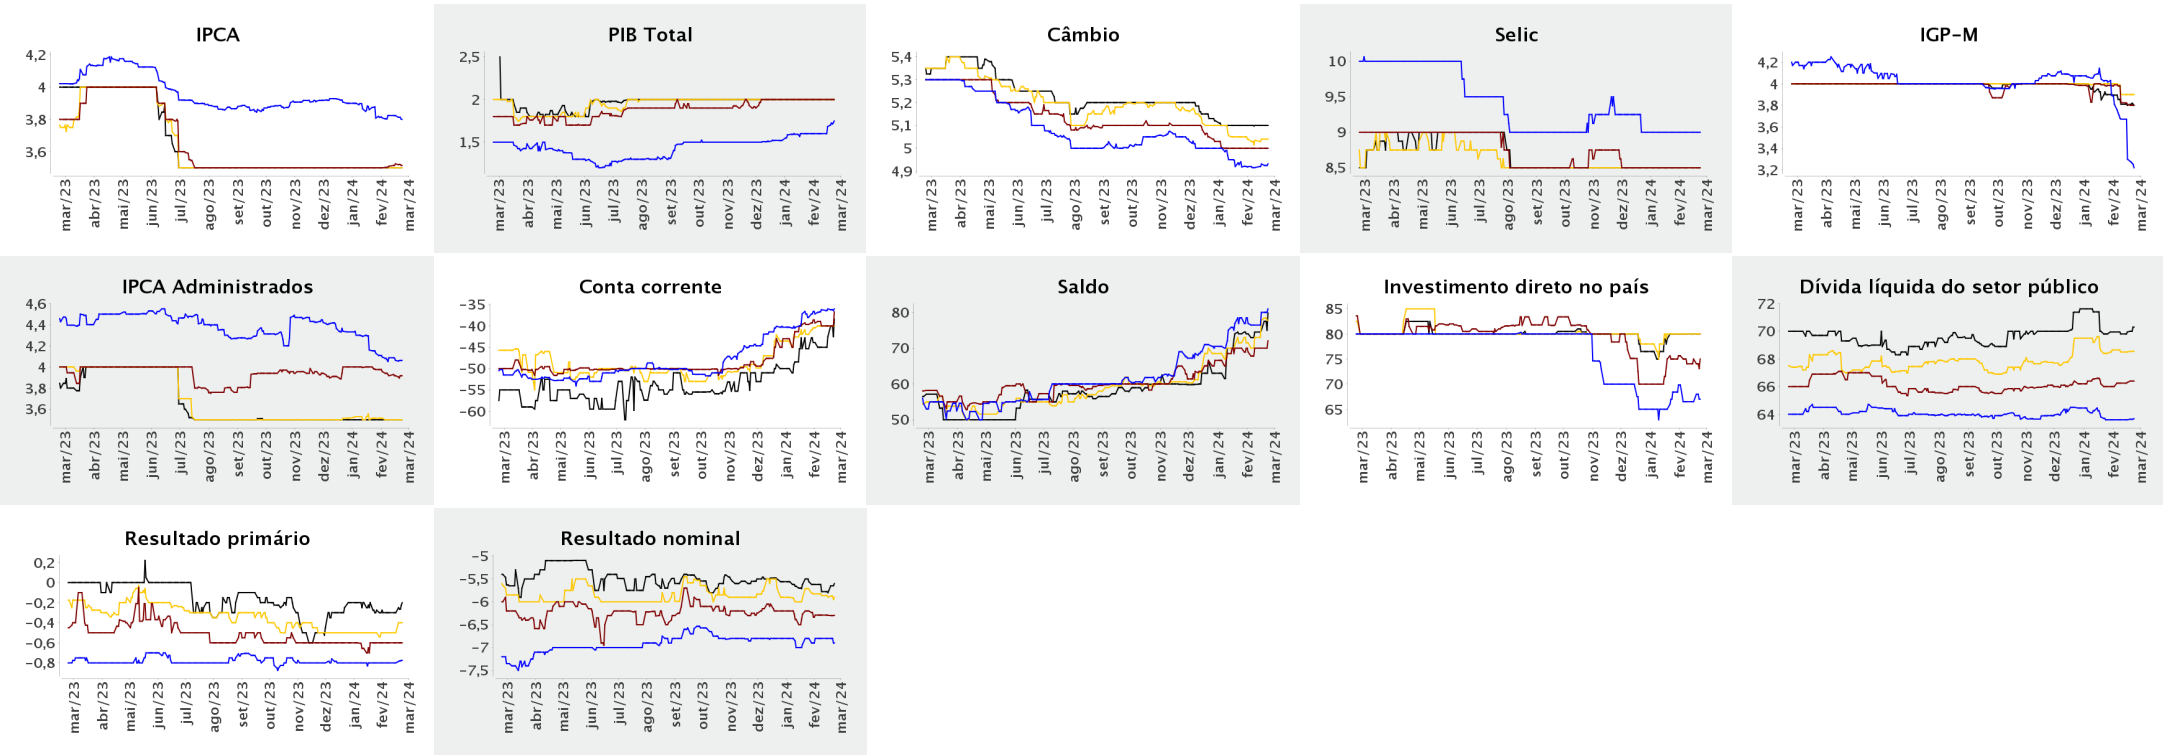 IPCA
4,2
4
3,8
3,6
mar/23 abr/23 mai/23 jun/23 jul/23 ago/23 set/23 out/23 nov/23 dez/23 jan/24 fev/24 mar/24
PIB Total
2,5
2
1,5
mar/23 abr/23 mai/23 jun/23 jul/23 ago/23 set/23 out/23 nov/23 dez/23 jan/24 fev/24 mar/24
Câmbio
5,4
5,3
5,2
5,1
5
4,9
mar/23 abr/23 mai/23 jun/23 jul/23 ago/23 set/23 out/23 nov/23 dez/23 jan/24 fev/24 mar/24
Selic
10
9,5
9
8,5
mar/23 abr/23 mai/23 jun/23 jul/23 ago/23 set/23 out/23 nov/23 dez/23 jan/24 fev/24 mar/24
IGP-M
4,2
4
3,8
3,6
3,4
3,2
mar/23 abr/23 mai/23 jun/23 jul/23 ago/23 set/23 out/23 nov/23 dez/23 jan/24 fev/24 mar/24
IPCA Administrados
4,6
4,4
4,2
4
3,8
3,6
mar/23 abr/23 mai/23 jun/23 jul/23 ago/23 set/23 out/23 nov/23 dez/23 jan/24 fev/24 mar/24
Conta corrente
-35
-40
-45
-50
-55
-60
mar/23 abr/23 mai/23 jun/23 jul/23 ago/23 set/23 out/23 nov/23 dez/23 jan/24 fev/24 mar/24
Saldo
80
70
60
50
mar/23 abr/23 mai/23 jun/23 jul/23 ago/23 set/23 out/23 nov/23 dez/23 jan/24 fev/24 mar/24
Investimento direto no país
85
80
75
70
65
mar/23 abr/23 mai/23 jun/23 jul/23 ago/23 set/23 out/23 nov/23 dez/23 jan/24 fev/24 mar/24
Dívida líquida do setor público
72
70
68
66
64
mar/23 abr/23 mai/23 jun/23 jul/23 ago/23 set/23 out/23 nov/23 dez/23 jan/24 fev/24 mar/24
Resultado primário
0,2
0
-0,2
-0,4
-0,6
-0,8
mar/23 abr/23 mai/23 jun/23 jul/23 ago/23 set/23 out/23 nov/23 dez/23 jan/24 fev/24 mar/24
Resultado nominal
-5
-5,5
-6
-6,5
-7
-7,5
mar/23 abr/23 mai/23 jun/23 jul/23 ago/23 set/23 out/23 nov/23 dez/23 jan/24 fev/24 mar/24